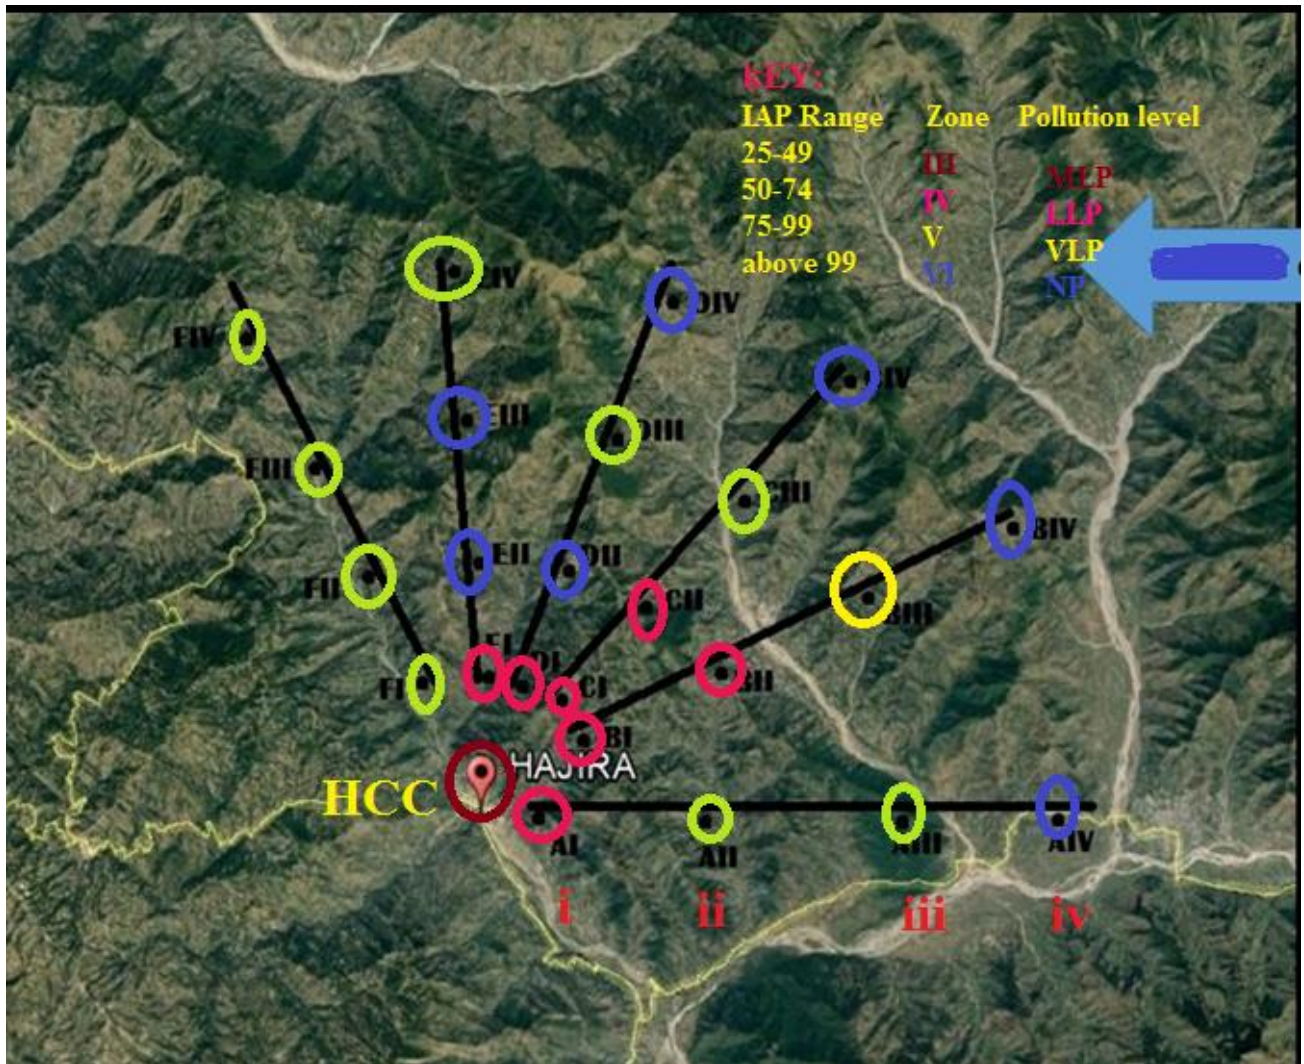 kEY:
IAP Range Zone Pollution level
25-49 III MLP
50-74 IV LLP
75-99 V VLP
above 99 VI NP
EIV
DIV
FIV
CIV
EIII
DIII
FIII
CIII
BIV
EII
DII
FII
CII
BIII
EI
DI
BII
FI
CI
BI
HAJIRA
HCC
AI
AII
AIII
AIV
i ii iii iv